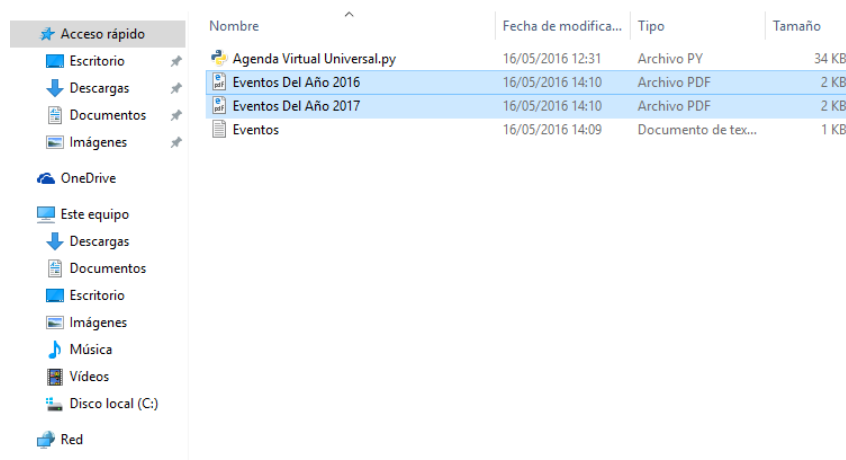 Acceso rápido
Escritorio
Descargas
Documentos
Imágenes
OneDrive
Este equipo
Descargas
Documentos
Escritorio
Imágenes
Música
Vídeos
Disco local (C:)
Red
Nombre Fecha de modifica... Tipo Tamaño
Agenda Virtual Universal.py 16/05/2016 12:31 Archivo PY 34 KB
Eventos Del Año 2016 16/05/2016 14:10 Archivo PDF 2 KB
Eventos Del Año 2017 16/05/2016 14:10 Archivo PDF 2 KB
Eventos 16/05/2016 14:09 Documento de tex... 1 KB